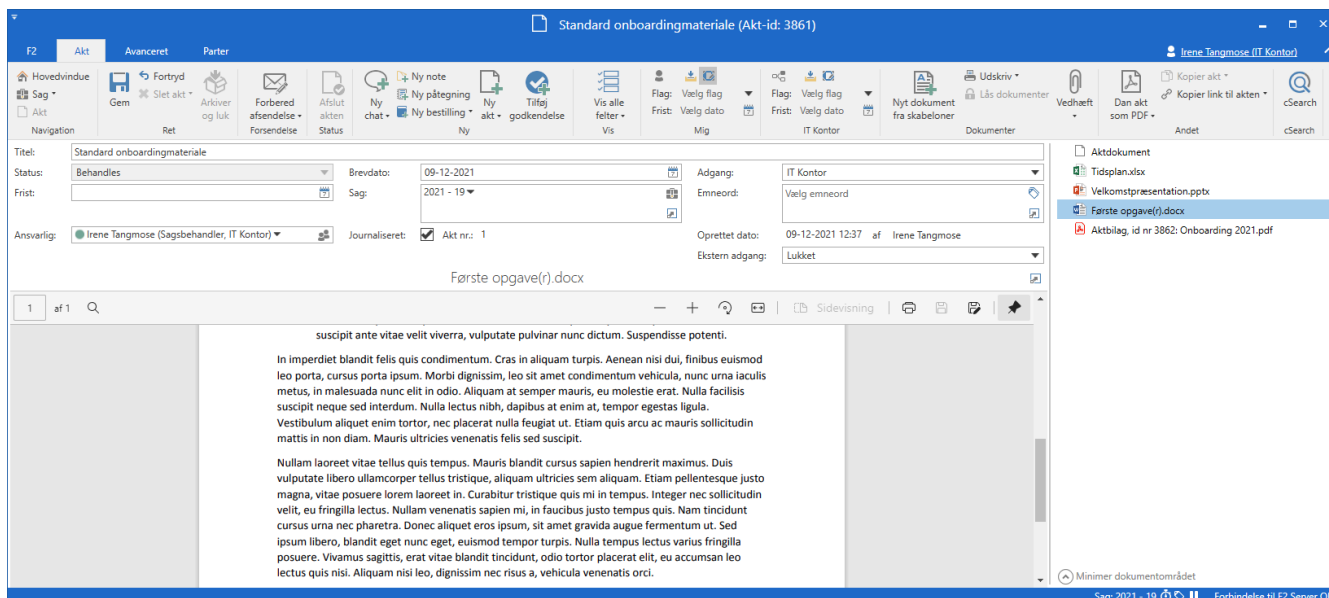 Standard onboardingmateriale (Akt-id: 3861)
F2 Akt Avanceret Parter
Irene Tangmose (IT Kontor)
Hovedvindue
Sag
Akt
Navigation
Gem
Fortryd
Slet akt
Arkiver og luk
Ret
Forbered afsendelse
Forsendelse
Afslut akten
Status
Ny chat
Ny note
Ny påtegning
Ny bestilling
Ny akt
Tilføj godkendelse
Ny
Vis alle felter
Vis
Flag: Vælg flag
Frist: Vælg dato
Mig
Flag: Vælg flag
Frist: Vælg dato
IT Kontor
Nyt dokument fra skabeloner
Udskriv
Lås dokumenter
Dokumenter
Vedhæft
Dan akt som PDF
Kopier akt
Kopier link til akten
Andet
cSearch
cSearch
Titel: Standard onboardingmateriale
Status: Behandles Brevdato: 09-12-2021 Adgang: IT Kontor
Frist: Sag: 2021 - 19 Emneord: Vælg emneord
Ansvarlig: Irene Tangmose (Sagsbehandler, IT Kontor) Journaliseret: Akt nr.: 1 Oprettet dato: 09-12-2021 12:37 af Irene Tangmose
Ekstern adgang: Lukket
Første opgave(r).docx
1 af 1 Sidevisning
suscipit ante vitae velit viverra, vulputate pulvinar nunc dictum. Suspendisse potenti.
In imperdiet blandit felis quis condimentum. Cras in aliquam turpis. Aenean nisi dui, finibus euismod
leo porta, cursus porta ipsum. Morbi dignissim, leo sit amet condimentum vehicula, nunc urna iaculis
metus, in malesuada nunc elit in odio. Aliquam at semper mauris, eu molestie erat. Nulla facilisis
suscipit neque sed interdum. Nulla lectus nibh, dapibus at enim at, tempor egestas ligula.
Vestibulum aliquet enim tortor, nec placerat nulla feugiat ut. Etiam quis arcu ac mauris sollicitudin
mattis in non diam. Mauris ultricies venenatis felis sed suscipit.
Nullam laoreet vitae tellus quis tempus. Mauris blandit cursus sapien hendrerit maximus. Duis
vulputate libero ullamcorper tellus tristique, aliquam ultricies sem aliquam. Etiam pellentesque justo
magna, vitae posuere lorem laoreet in. Curabitur tristique quis mi in tempus. Integer nec sollicitudin
velit, eu fringilla lectus. Nullam venenatis sapien mi, in faucibus justo tempus quis. Nam tincidunt
cursus urna nec pharetra. Donec aliquet eros ipsum, sit amet gravida augue fermentum ut. Sed
ipsum libero, blandit eget nunc eget, euismod tempor turpis. Nulla tempus lectus varius fringilla
posuere. Vivamus sagittis, erat vitae blandit tincidunt, odio tortor placerat elit, eu accumsan leo
lectus quis nisi. Aliquam nisi leo, dignissim nec risus a, vehicula venenatis orci.
Aktdokument
Tidsplan.xlsx
Velkomstpræsentation.pptx
Første opgave(r).docx
Aktbilag, id nr 3862: Onboarding 2021.pdf
Minimer dokumentområdet
Sag: 2021 - 19 Forbindelse til F2 Server